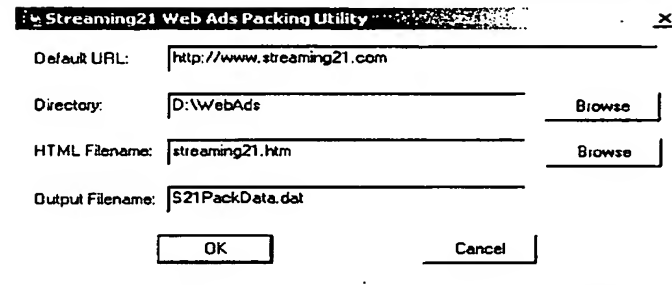 Streaming21 Web Ads Packing Utility
Default URL: http://www.streaming21.com
Directory: D:\WebAds Browse
HTML Filename: streaming21.htm Browse
Output Filename: S21PackData.dat
OK Cancel